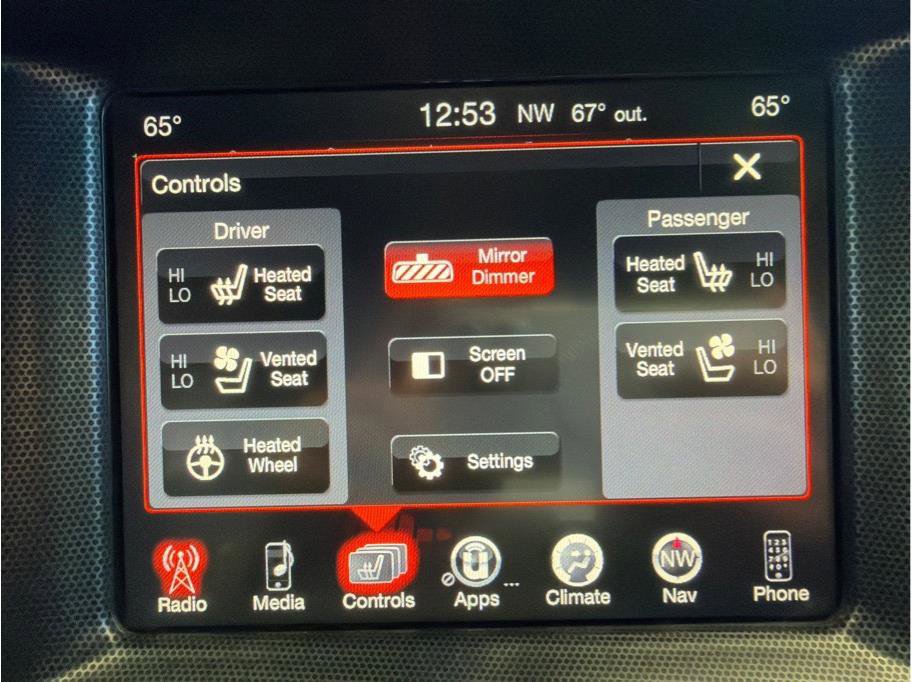 65° 12:53 NW 67° out. 65°
Controls
Driver
HI
LO
Heated
Seat
HI
LO
Vented
Seat
Heated
Wheel
Mirror
Dimmer
Screen
OFF
Settings
Passenger
Heated
Seat
HI
LO
Vented
Seat
HI
LO
Radio Media Controls Apps ... Climate NW Nav Phone